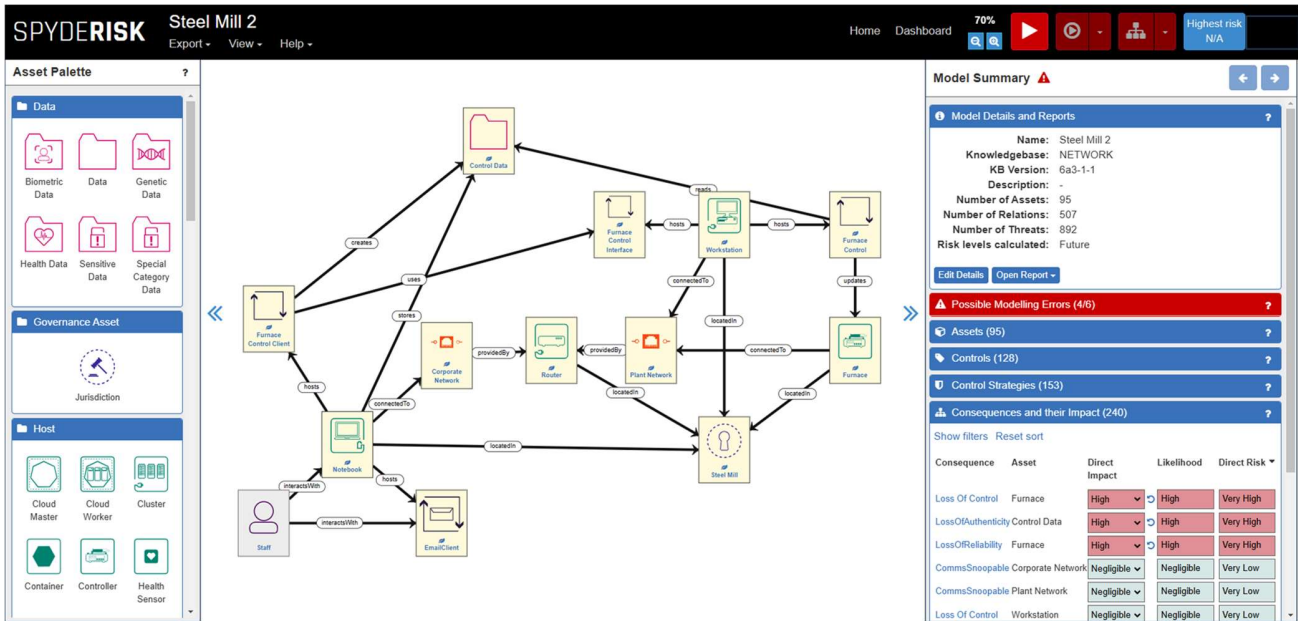 SPYDERISK
Steel Mill 2
Export View Help
Home Dashboard
70%
Highest risk
N/A
Asset Palette ?
Data
Biometric
Data
Data
Genetic
Data
Health Data
Sensitive
Data
Special
Category
Data
Governance Asset
Jurisdiction
Host
Cloud
Master
Cloud
Worker
Cluster
Container
Controller
Health
Sensor
Control Data
reads
creates
Furnace
Control
Interface
hosts
Workstation
hosts
Furnace
Control
uses
connectedTo
updates
stores
Furnace
Control Client
locatedIn
Corporate
Network
providedBy
Router
providedBy
Plant Network
connectedTo
Furnace
hosts
connectedTo
locatedIn
locatedIn
Notebook
locatedIn
Steel Mill
interactsWith
hosts
Staff
interactsWith
EmailClient
Model Summary
Model Details and Reports ?
Name: Steel Mill 2
Knowledgebase: NETWORK
KB Version: 6a3-1-1
Description: -
Number of Assets: 95
Number of Relations: 507
Number of Threats: 892
Risk levels calculated: Future
Edit Details Open Report
Possible Modelling Errors (4/6) ?
Assets (95) ?
Controls (128) ?
Control Strategies (153) ?
Consequences and their Impact (240) ?
Show filters Reset sort
Consequence Asset Direct Impact Likelihood Direct Risk
Loss Of Control Furnace High High Very High
LossOfAuthenticity Control Data High High Very High
LossOfReliability Furnace High High Very High
CommsSnoopable Corporate Network Negligible Negligible Very Low
CommsSnoopable Plant Network Negligible Negligible Very Low
Loss Of Control Workstation Negligible Negligible Very Low